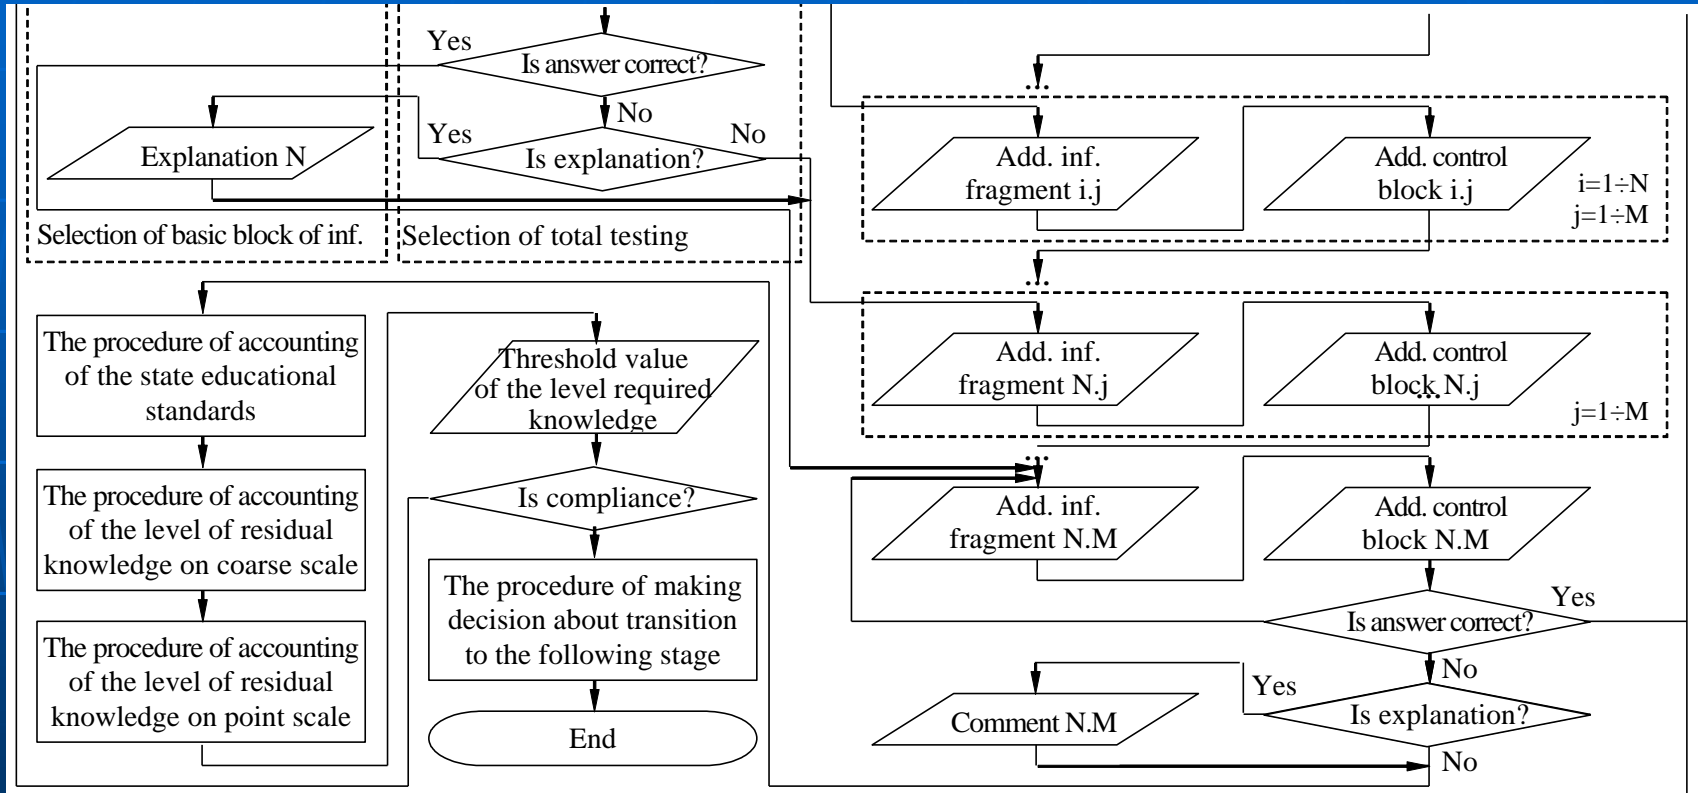 Yes
Is answer correct?
No
Yes
No
Explanation N
Is explanation?
Selection of basic block of inf.
Selection of total testing
The procedure of accounting
of the state educational
standards
The procedure of accounting
of the level of residual
knowledge on coarse scale
The procedure of accounting
of the level of residual
knowledge on point scale
Threshold value
of the level required
knowledge
Is compliance?
The procedure of making
decision about transition
to the following stage
End
...
Add. inf.
fragment i.j
Add. control
block i.j
i=1÷N
j=1÷M
...
Add. inf.
fragment N.j
Add. control
block N.j
...
j=1÷M
...
Add. inf.
fragment N.M
Add. control
block N.M
Yes
Is answer correct?
No
Yes
Is explanation?
Comment N.M
No